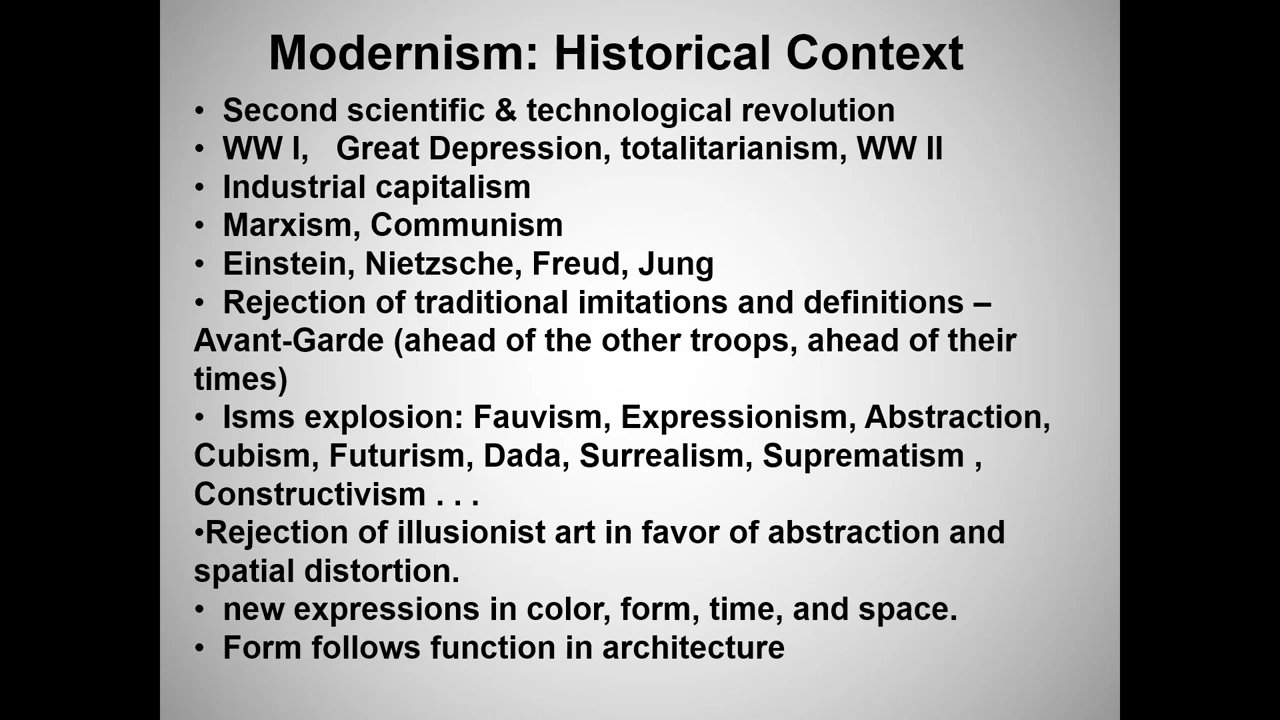 Modernism: Historical Context
• Second scientific & technological revolution
• WW I, Great Depression, totalitarianism, WW II
• Industrial capitalism
• Marxism, Communism
• Einstein, Nietzsche, Freud, Jung
• Rejection of traditional imitations and definitions –
Avant-Garde (ahead of the other troops, ahead of their
times)
• Isms explosion: Fauvism, Expressionism, Abstraction,
Cubism, Futurism, Dada, Surrealism, Suprematism ,
Constructivism . . .
•Rejection of illusionist art in favor of abstraction and
spatial distortion.
• new expressions in color, form, time, and space.
• Form follows function in architecture